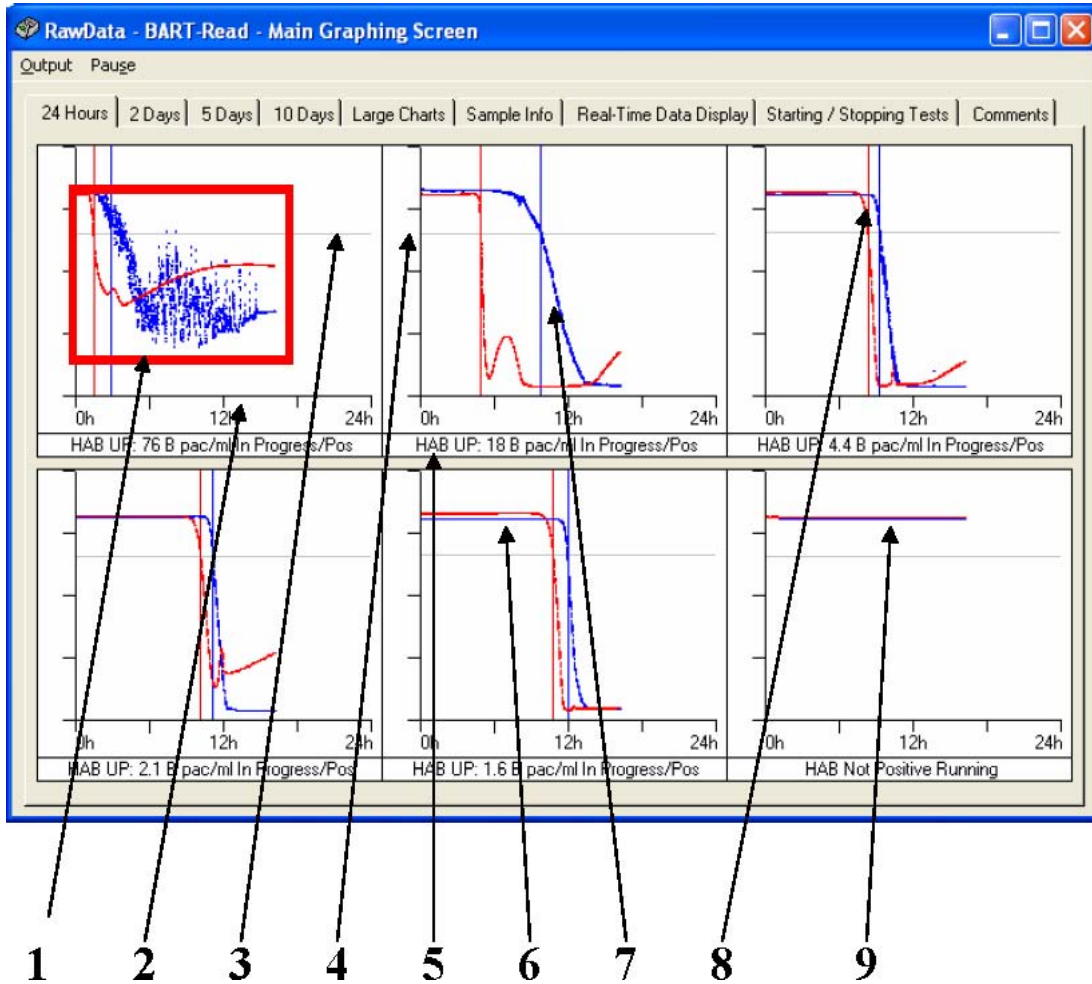 RawData - BART-Read - Main Graphing Screen
Output Pause
24 Hours 2 Days 5 Days 10 Days Large Charts Sample Info Real-Time Data Display Starting / Stopping Tests Comments
0h 12h 24h 0h 12h 24h 0h 12h 24h
HAB UP: 76 B pac/ml In Progress/Pos HAB UP: 18 B pac/ml In Progress/Pos HAB UP: 4.4 B pac/ml In Progress/Pos
0h 12h 24h 0h 12h 24h 0h 12h 24h
HAB UP: 2.1 B pac/ml In Progress/Pos HAB UP: 1.6 B pac/ml In Progress/Pos HAB Not Positive Running
1 2 3 4 5 6 7 8 9